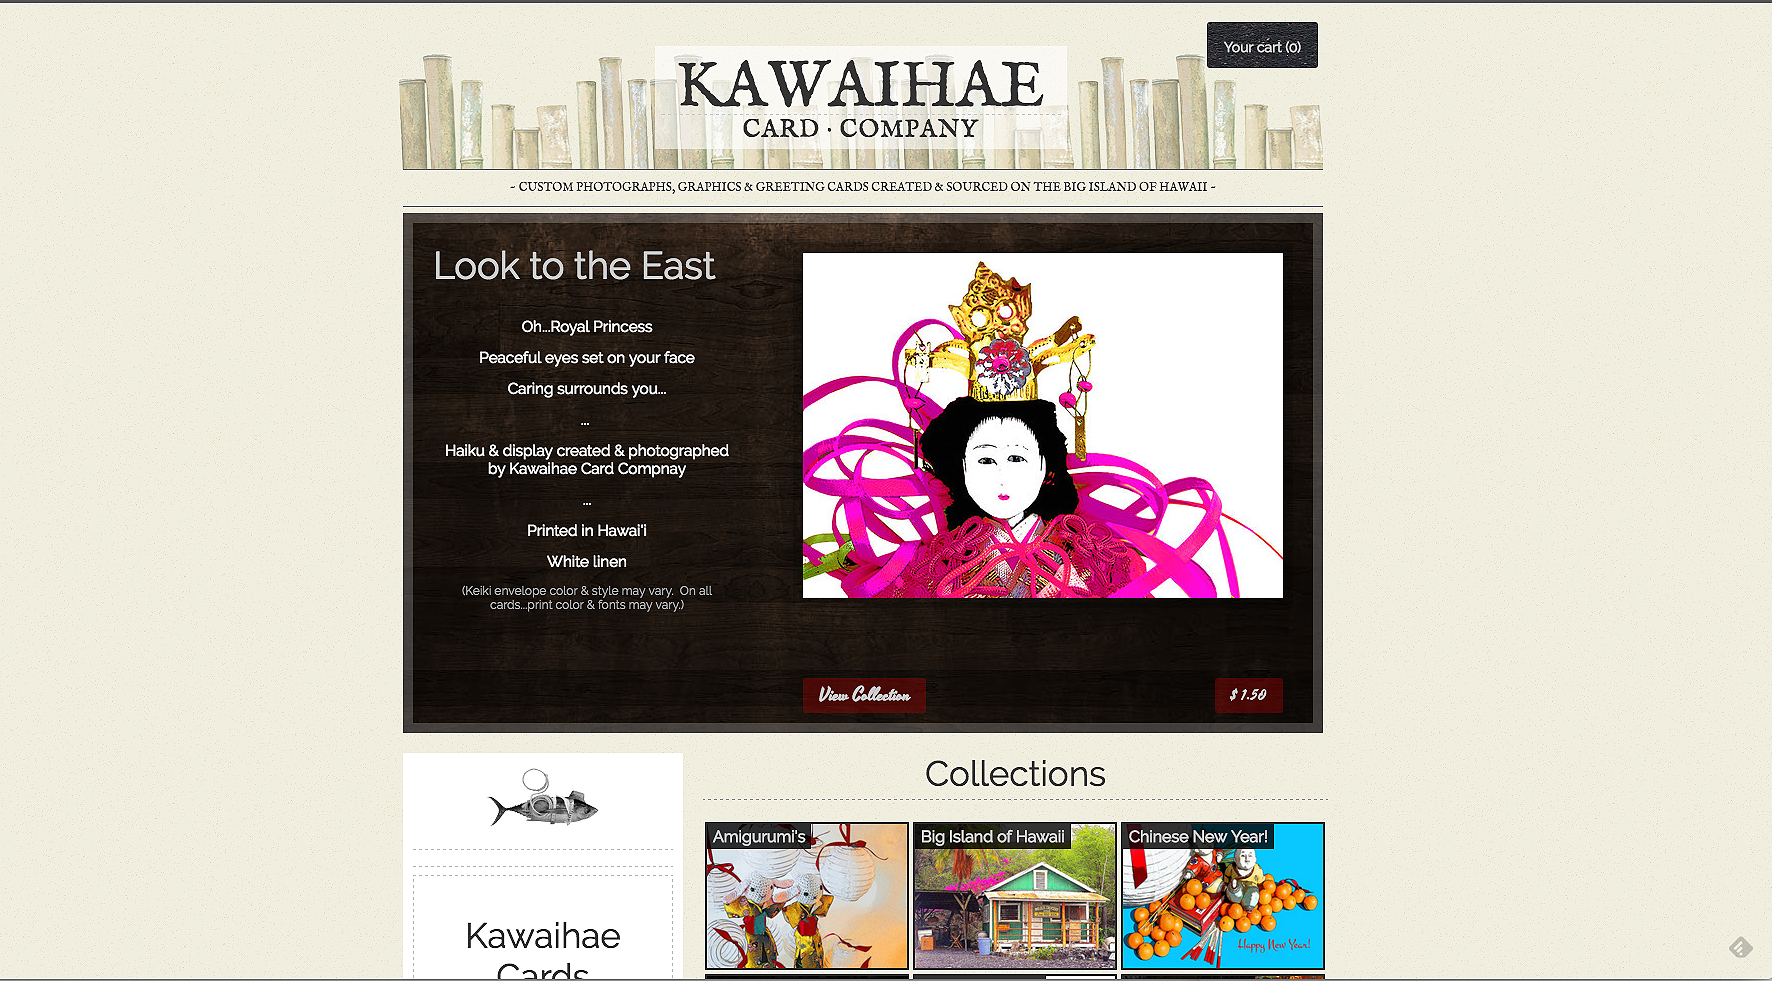 Your cart (0)
KAWAIHAE
CARD · COMPANY
~ CUSTOM PHOTOGRAPHS, GRAPHICS & GREETING CARDS CREATED & SOURCED ON THE BIG ISLAND OF HAWAII ~
Look to the East
Oh...Royal Princess
Peaceful eyes set on your face
Caring surrounds you...
...
Haiku & display created & photographed
by Kawaihae Card Compnay
...
Printed in Hawai'i
White linen
(Keiki envelope color & style may vary. On all
cards...print color & fonts may vary.)
View Collection
$ 1.50
Collections
Amigurumi's
Big Island of Hawaii
Chinese New Year!
Happy New Year!
Kawaihae
Cards